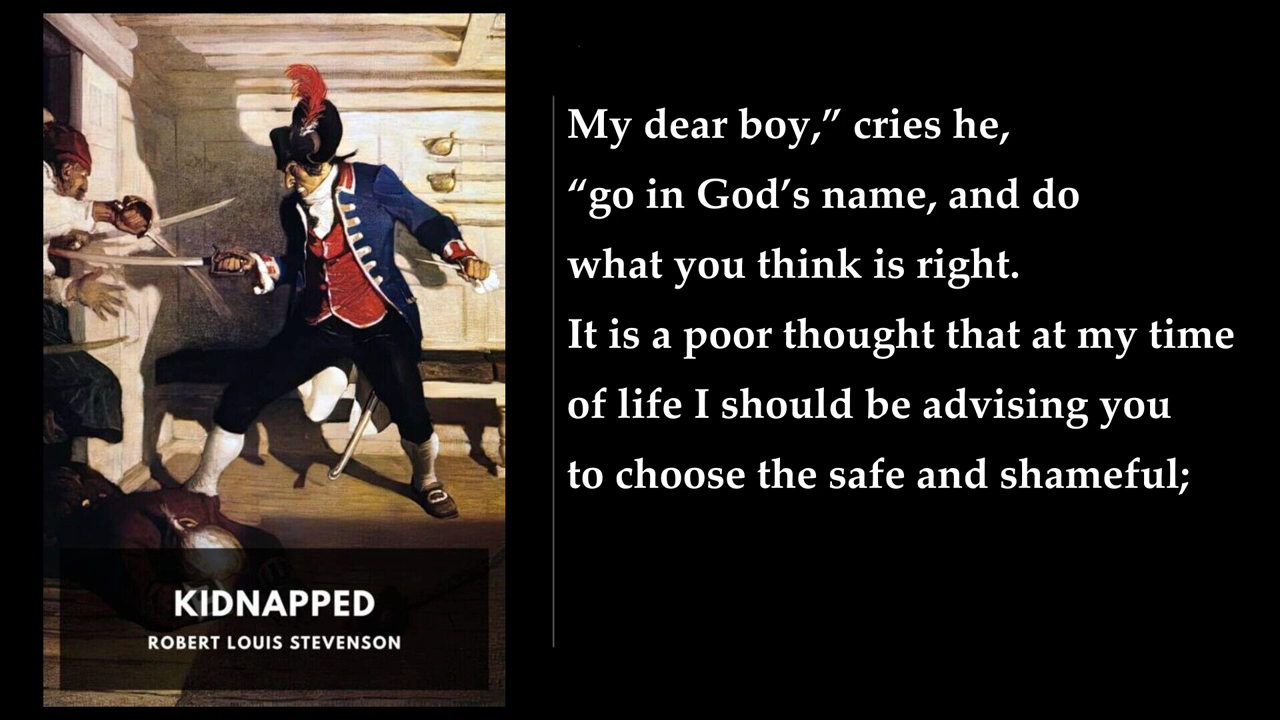 KIDNAPPED
ROBERT LOUIS STEVENSON
My dear boy,” cries he,
“go in God’s name, and do
what you think is right.
It is a poor thought that at my time
of life I should be advising you
to choose the safe and shameful;